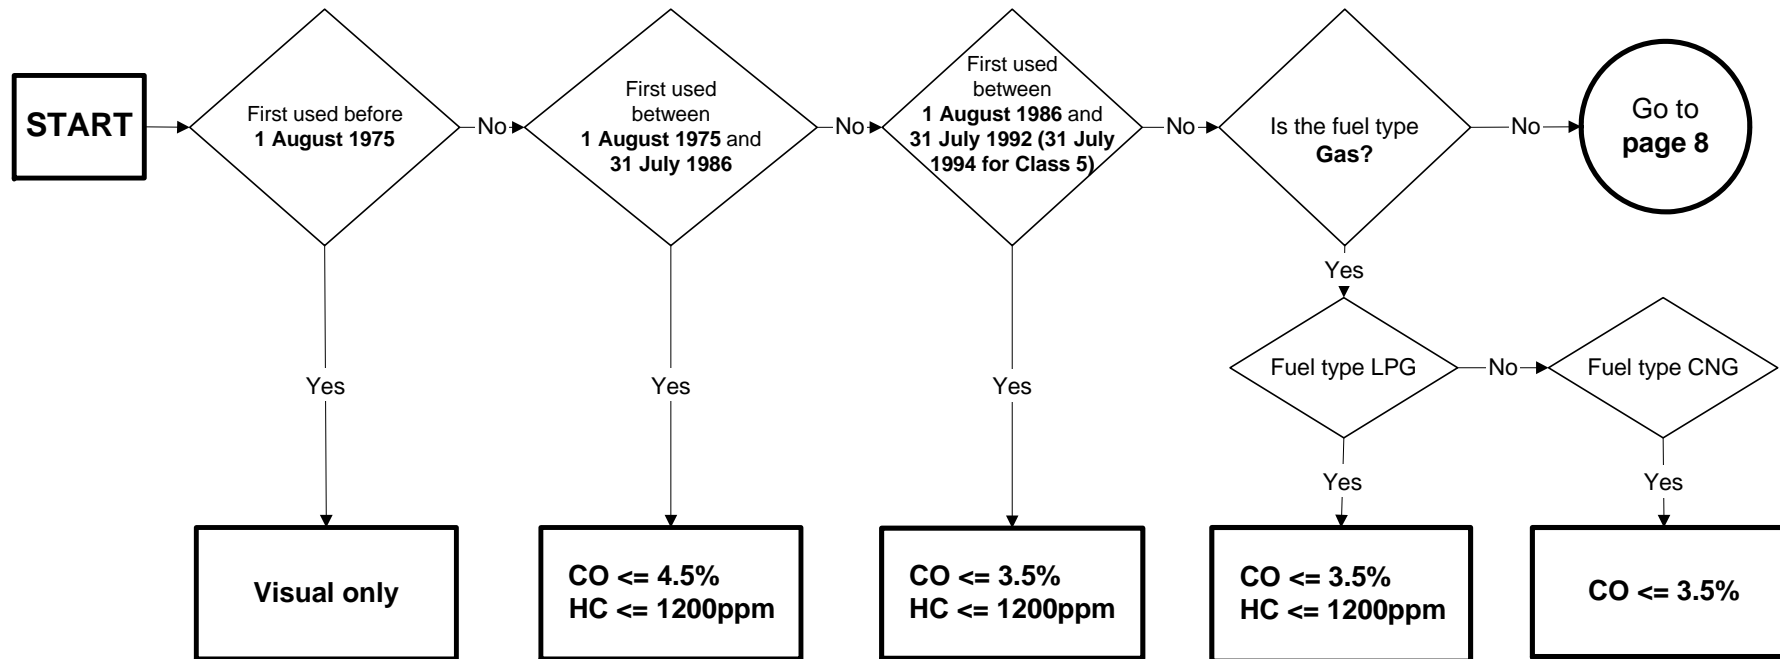 START
First used before
1 August 1975
No
First used
between
1 August 1975 and
31 July 1986
No
First used
between
1 August 1986 and
31 July 1992 (31 July
1994 for Class 5)
No
Is the fuel type
Gas?
No
Go to
page 8
Yes
Fuel type LPG
No
Fuel type CNG
Yes
Yes
Yes
Yes
Yes
Visual only
CO <= 4.5%
HC <= 1200ppm
CO <= 3.5%
HC <= 1200ppm
CO <= 3.5%
HC <= 1200ppm
CO <= 3.5%